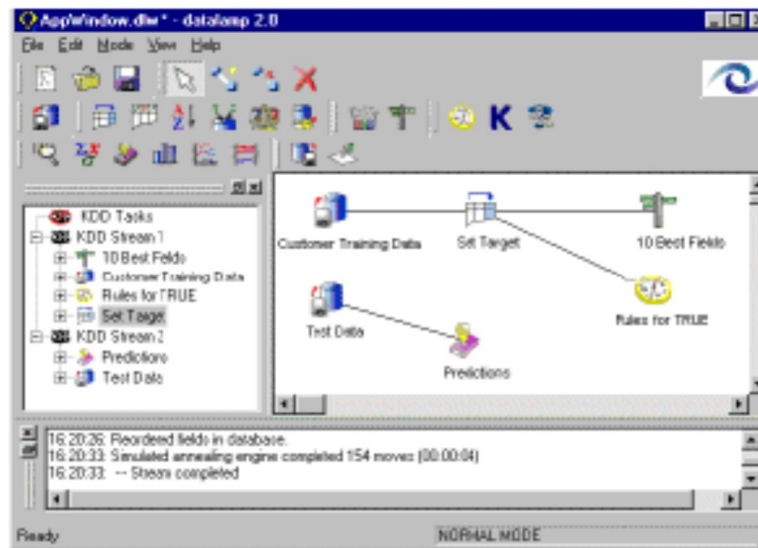 AppWindow.dlw * - datalamp 2.0
File Edit Mode View Help
K
KDD Tasks
KDD Stream 1
10 Best Fields
Customer Training Data
Rules for TRUE
Set Target
KDD Stream 2
Predictions
Test Data
Customer Training Data
Set Target
10 Best Fields
Test Data
Predictions
Rules for TRUE
16:20:26: Reordered fields in database.
16:20:33: Simulated annealing engine completed 154 moves (00:00:04)
16:20:33: -- Stream completed
Ready
NORMAL MODE